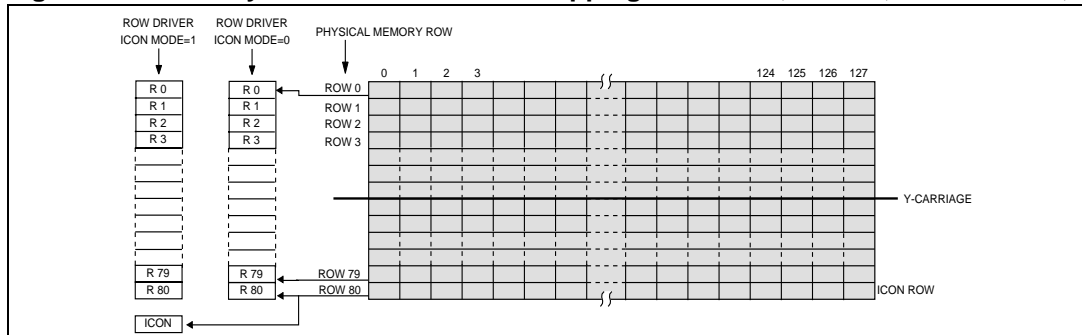 ROW DRIVER ROW DRIVER
ICON MODE=1 ICON MODE=0 PHYSICAL MEMORY ROW
0 1 2 3 124 125 126 127
R 0 R 0 ROW 0
R 1 R 1 ROW 1
R 2 R 2 ROW 2
R 3 R 3 ROW 3
Y-CARRIAGE
R 79 R 79 ROW 79
R 80 R 80 ROW 80 ICON ROW
ICON